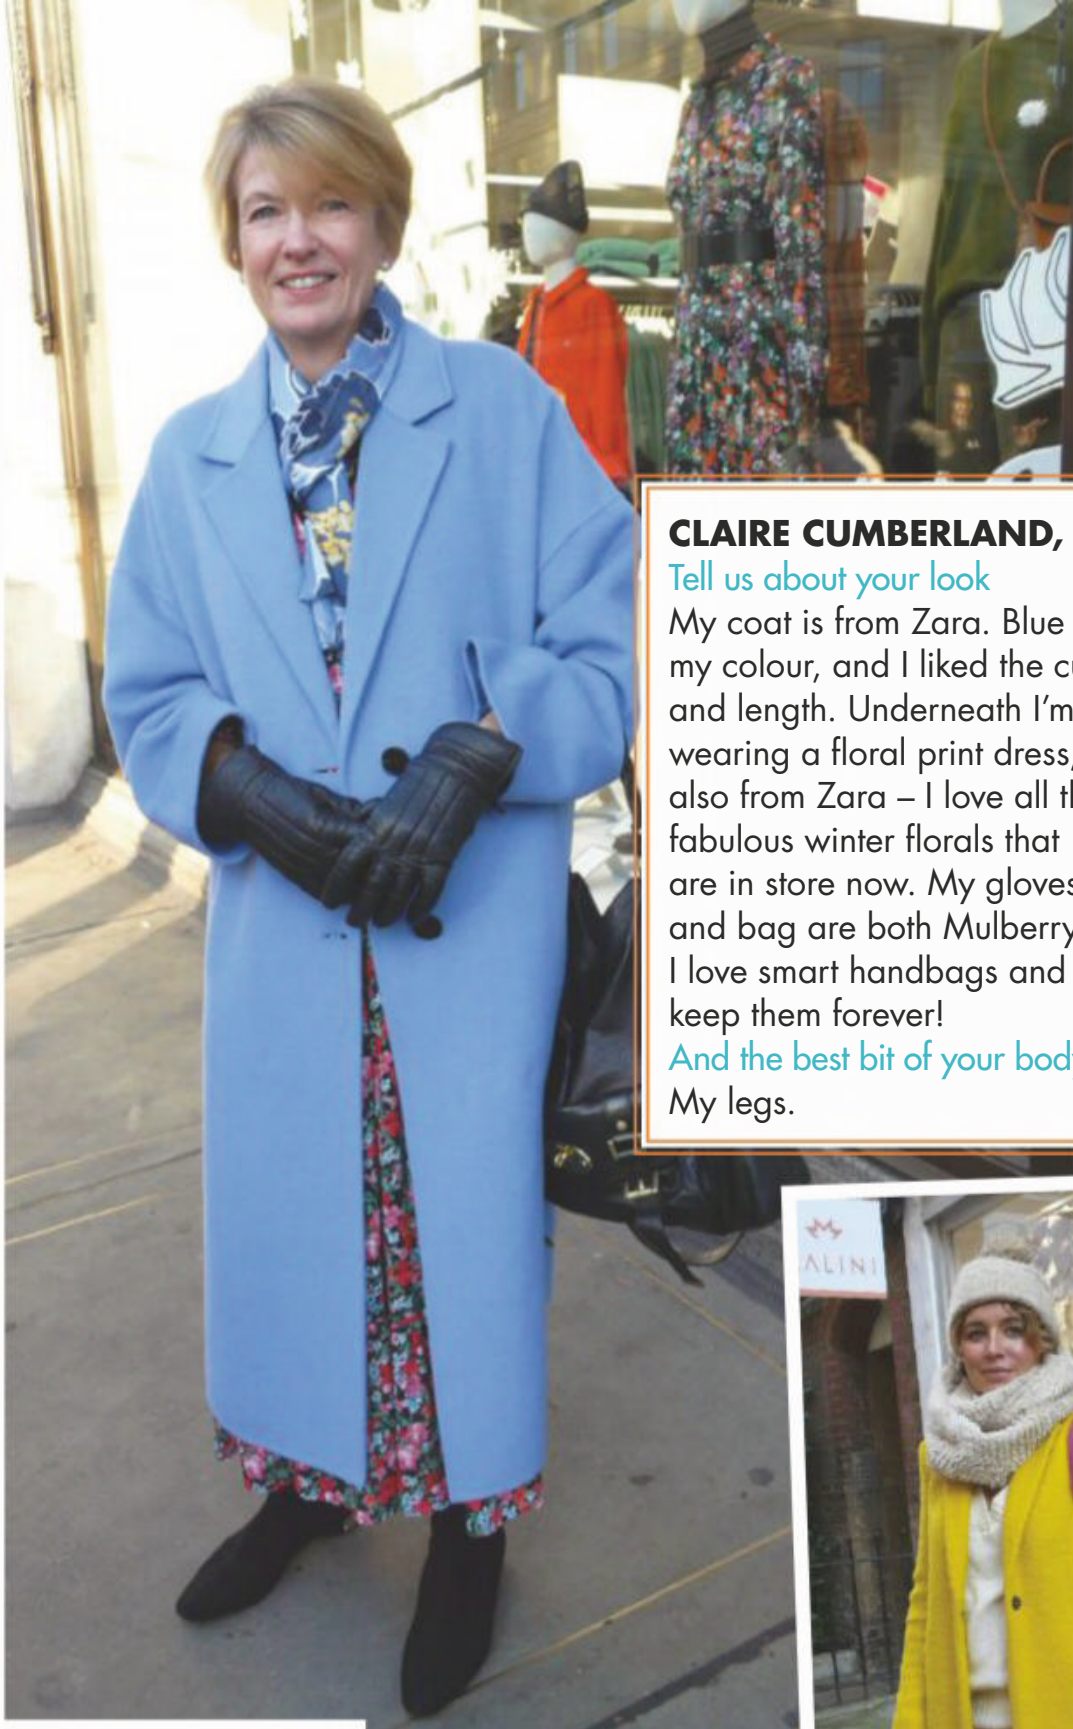 CLAIRE CUMBERLAND,
Tell us about your look
My coat is from Zara. Blue
my colour, and I liked the
and length. Underneath I'm
wearing a floral print dress,
also from Zara – I love all
fabulous winter florals that
are in store now. My gloves
and bag are both Mulberry
I love smart handbags and
keep them forever!
And the best bit of your body
My legs.
ALINI